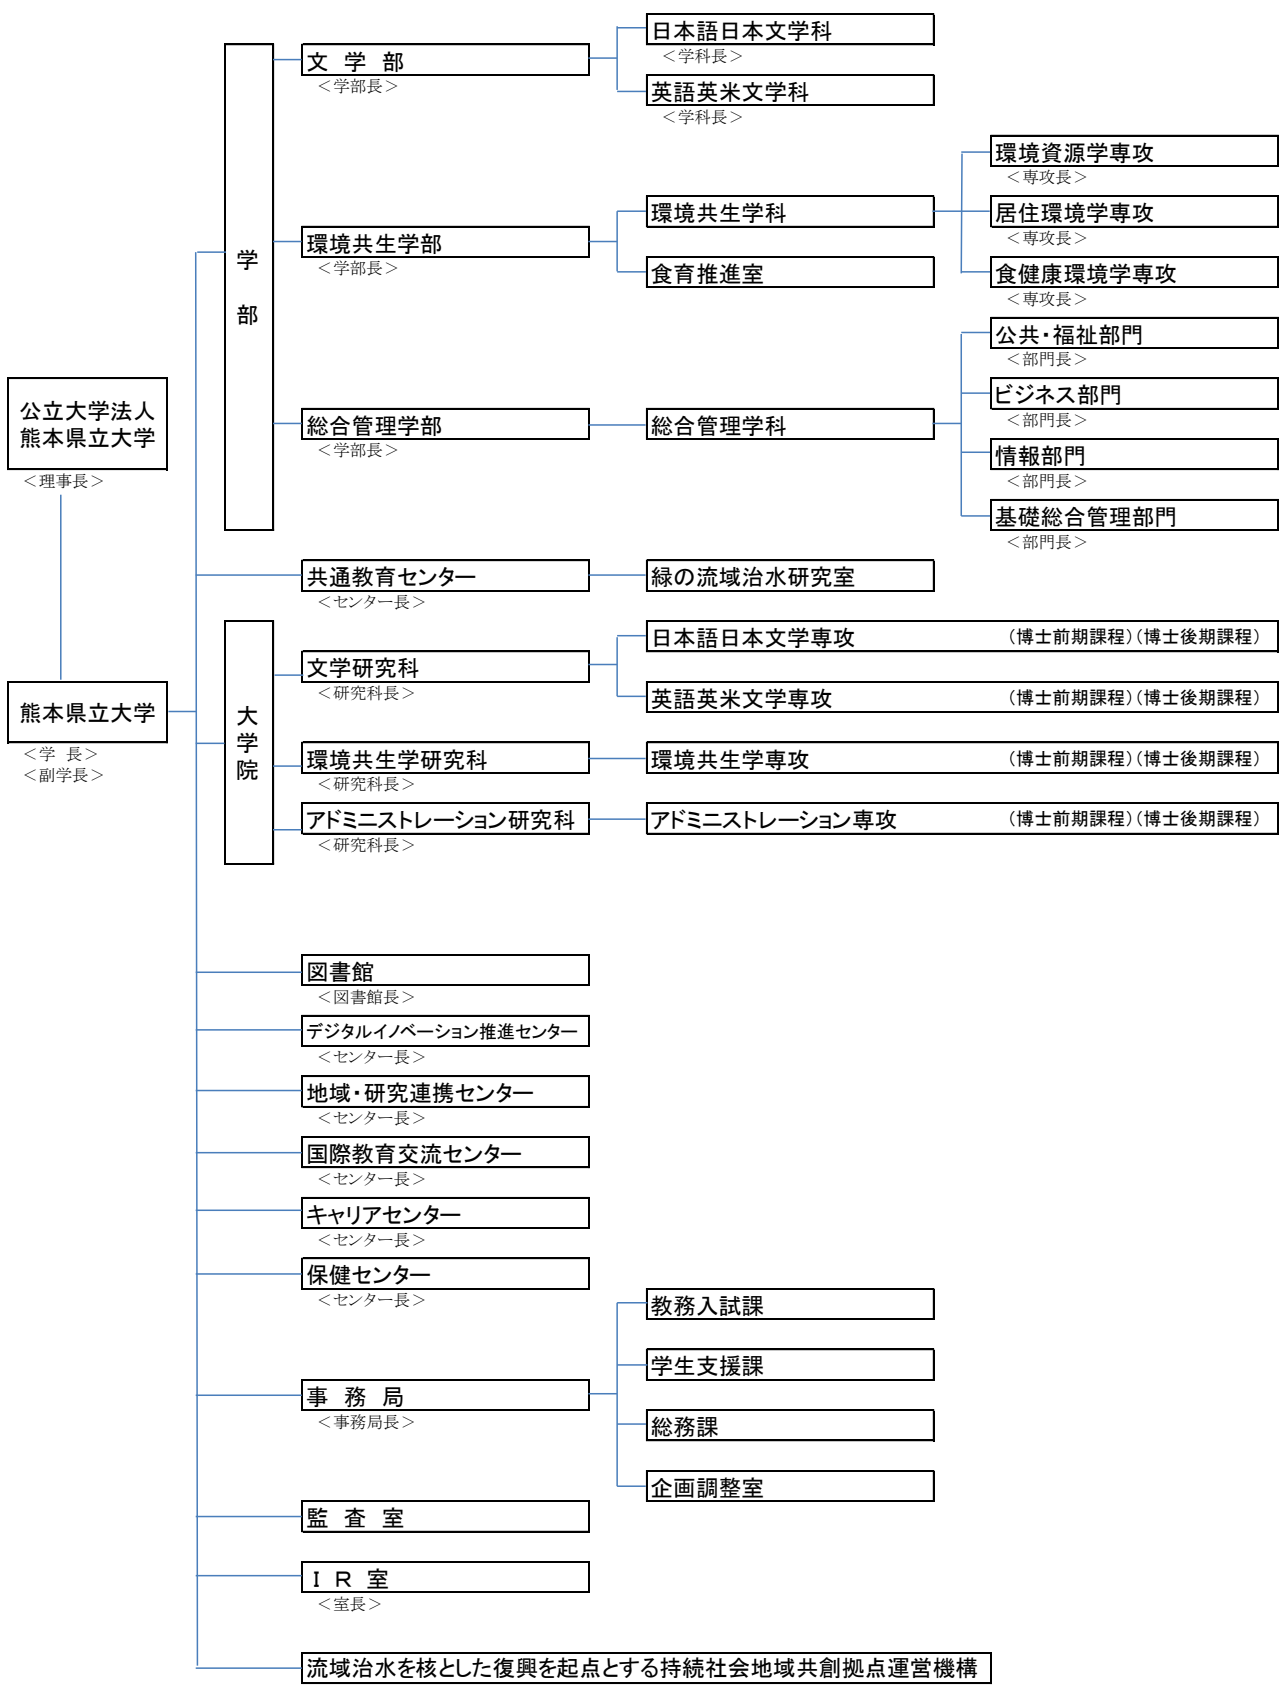 公立大学法人
熊本県立大学
＜理事長＞
熊本県立大学
＜学 長＞
＜副学長＞
学
部
文 学 部
＜学部長＞
日本語日本文学科
＜学科長＞
英語英米文学科
＜学科長＞
環境共生学部
＜学部長＞
環境共生学科
食育推進室
環境資源学専攻
＜専攻長＞
居住環境学専攻
＜専攻長＞
食健康環境学専攻
＜専攻長＞
総合管理学部
＜学部長＞
総合管理学科
公共・福祉部門
＜部門長＞
ビジネス部門
＜部門長＞
情報部門
＜部門長＞
基礎総合管理部門
＜部門長＞
共通教育センター
＜センター長＞
緑の流域治水研究室
大
学
院
文学研究科
＜研究科長＞
日本語日本文学専攻 （博士前期課程）（博士後期課程）
英語英米文学専攻 （博士前期課程）（博士後期課程）
環境共生学研究科
＜研究科長＞
環境共生学専攻 （博士前期課程）（博士後期課程）
アドミニストレーション研究科
＜研究科長＞
アドミニストレーション専攻 （博士前期課程）（博士後期課程）
図書館
＜図書館長＞
デジタルイノベーション推進センター
＜センター長＞
地域・研究連携センター
＜センター長＞
国際教育交流センター
＜センター長＞
キャリアセンター
＜センター長＞
保健センター
＜センター長＞
事 務 局
＜事務局長＞
教務入試課
学生支援課
総務課
企画調整室
監 査 室
Ｉ Ｒ 室
＜室長＞
流域治水を核とした復興を起点とする持続社会地域共創拠点運営機構